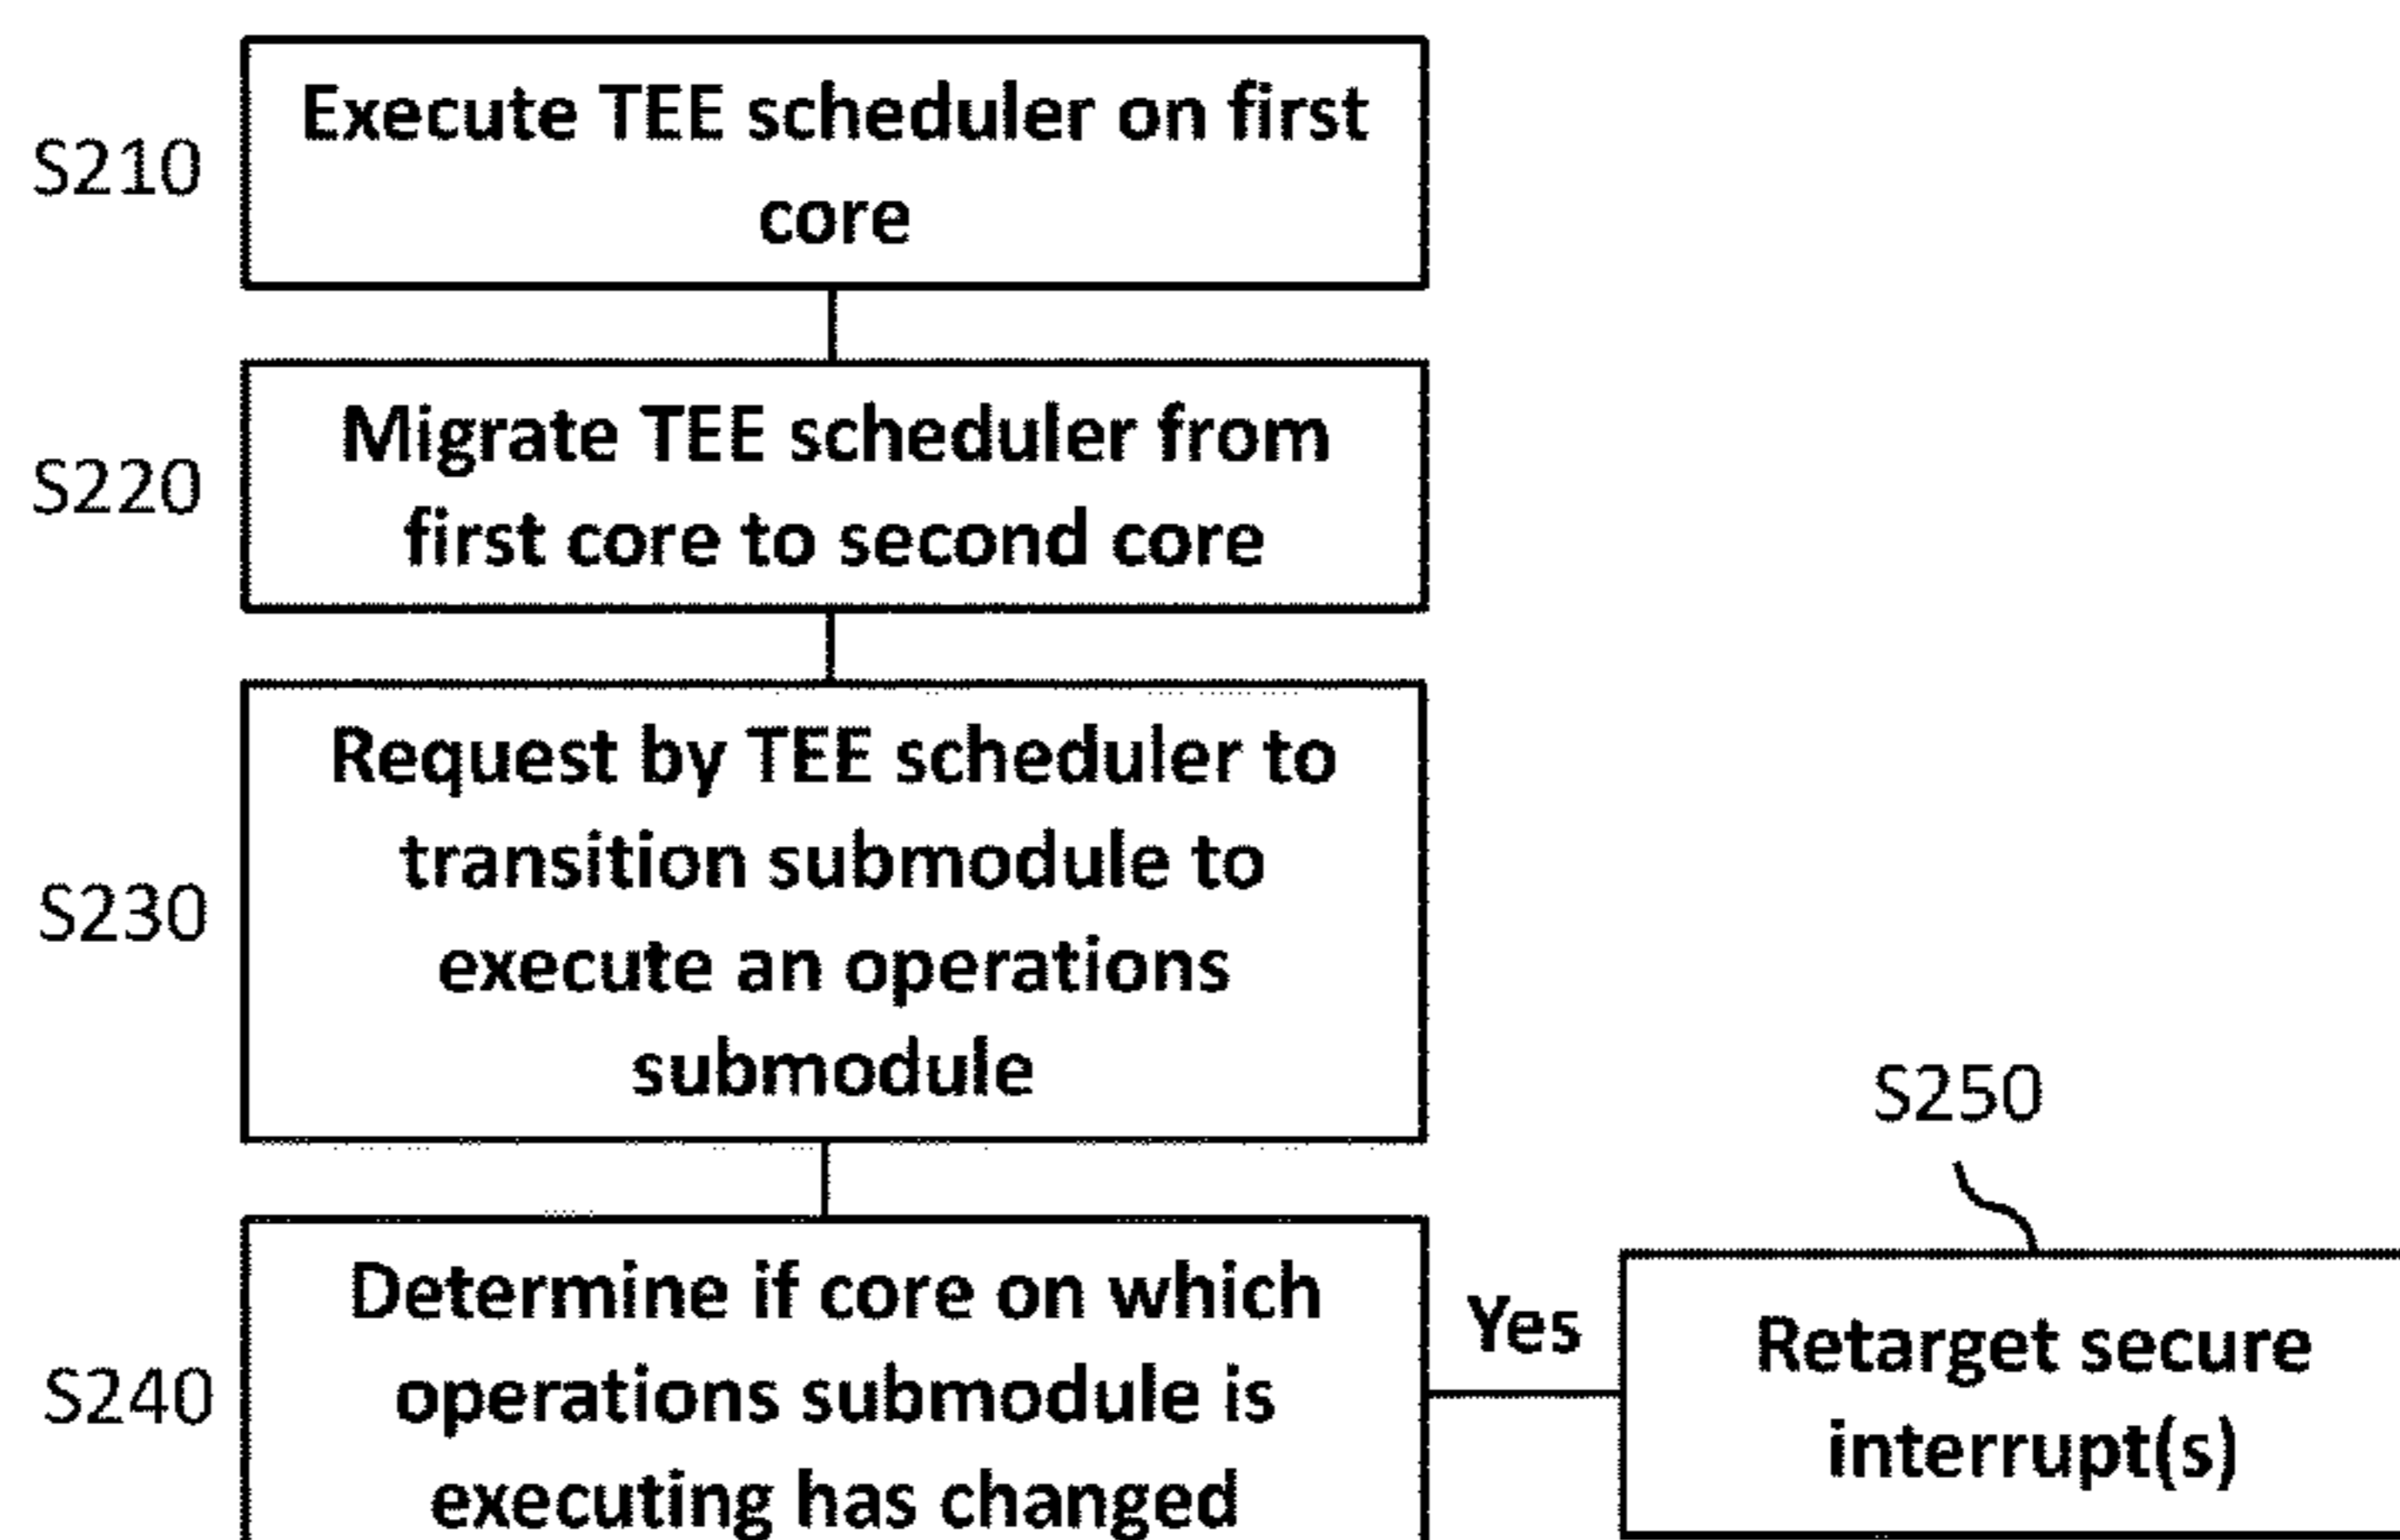 S210
Execute TEE scheduler on first
core
S220
Migrate TEE scheduler from
first core to second core
S230
Request by TEE scheduler to
transition submodule to
execute an operations
submodule
S240
Determine if core on which
operations submodule is
executing has changed
Yes
S250
Retarget secure
interrupt(s)